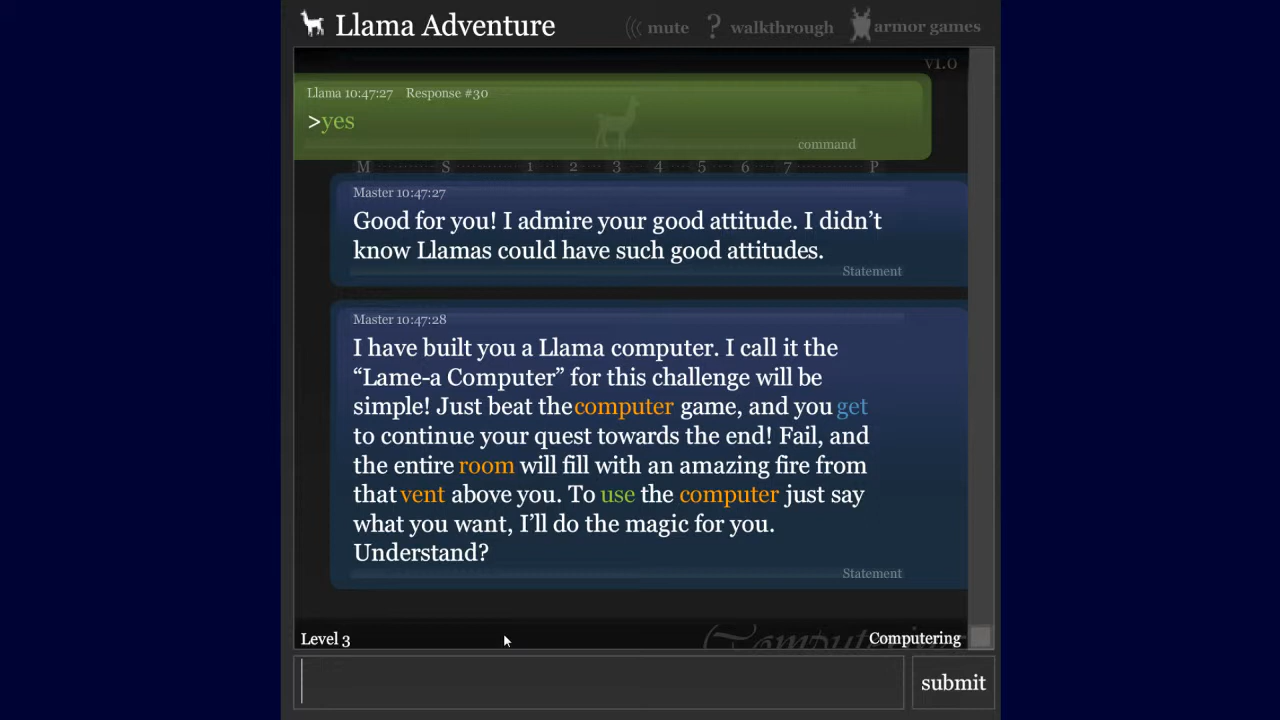 Llama Adventure
mute ? walkthrough armor games
v1.0
Llama 10:47:27 Response #30
>yes
command
M S 1 2 3 4 5 6 7 P
Master 10:47:27
Good for you! I admire your good attitude. I didn’t
know Llamas could have such good attitudes.
Statement
Master 10:47:28
I have built you a Llama computer. I call it the
“Lame-a Computer” for this challenge will be
simple! Just beat the computer game, and you get
to continue your quest towards the end! Fail, and
the entire room will fill with an amazing fire from
that vent above you. To use the computer just say
what you want, I’ll do the magic for you.
Understand?
Statement
Level 3 Computering
submit